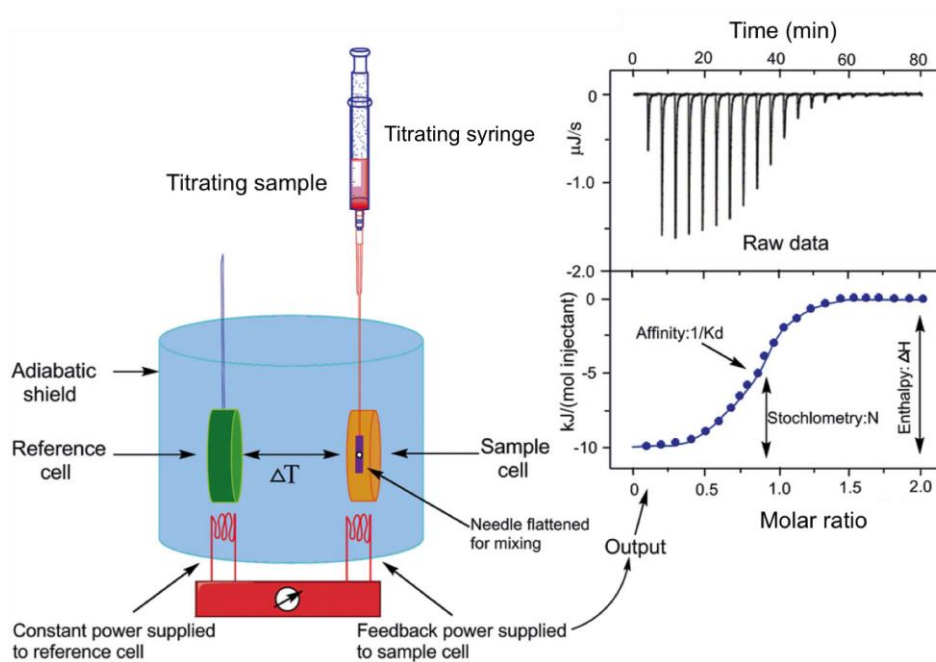 Titrating syringe
Titrating sample
Adiabatic
shield
Reference
cell
ΔT
Sample
cell
Needle flattened
for mixing
Constant power supplied
to reference cell
Feedback power supplied
to sample cell
Output
Time (min)
0 20 40 60 80
0
-1.0
-2.0
µJ/s
Raw data
0
-5
-10
kJ/(mol injectant)
Affinity:1/Kd
Stochlometry:N
Enthalpy: ΔH
0 0.5 1.0 1.5 2.0
Molar ratio